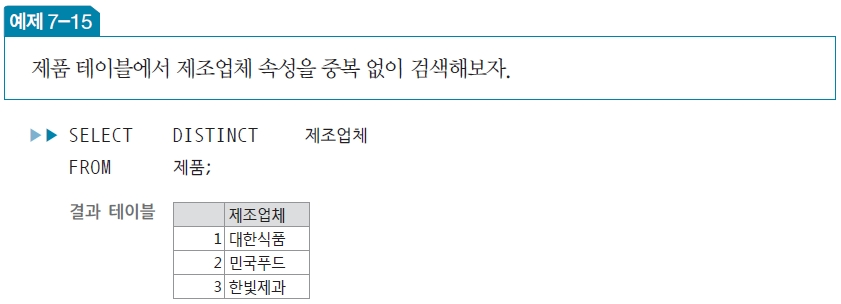 예제 7-15
제품 테이블에서 제조업체 속성을 중복 없이 검색해보자.
▶▶ SELECT DISTINCT 제조업체
FROM 제품;
결과 테이블
제조업체
1 대한식품
2 민국푸드
3 한빛제과